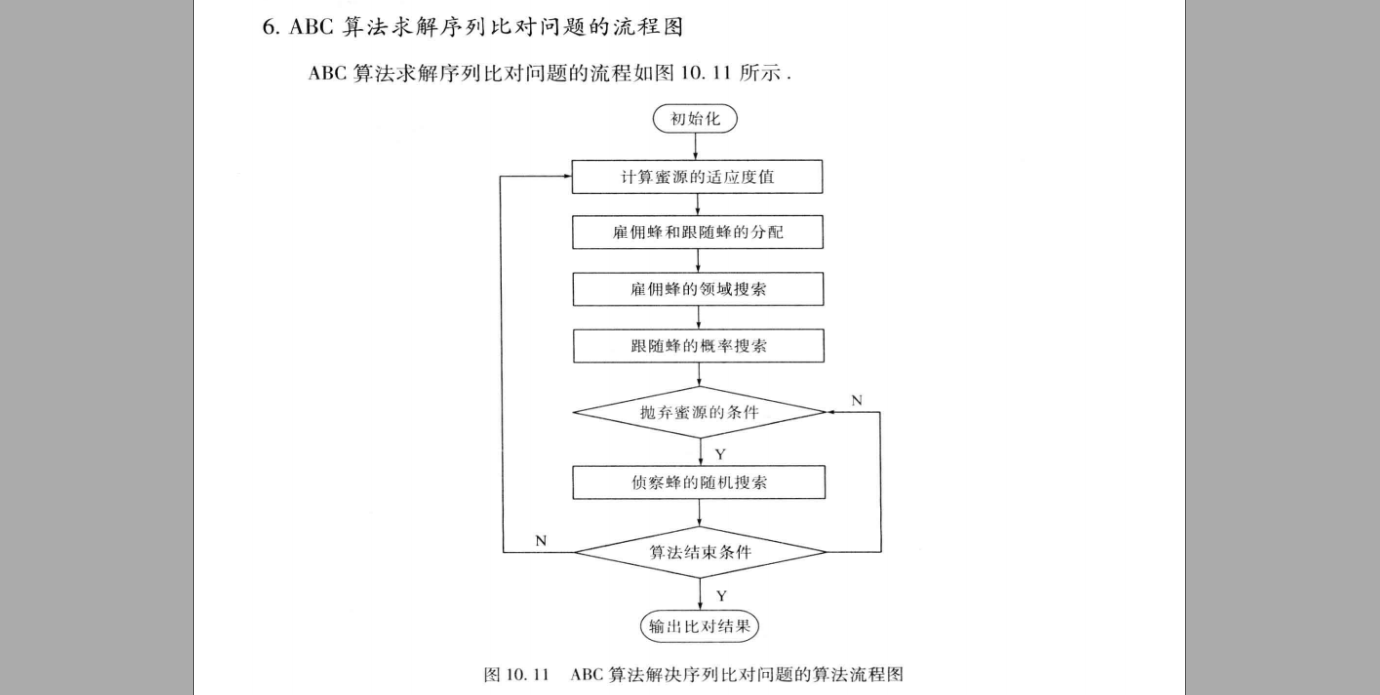 6. ABC 算法求解序列比对问题的流程图
ABC 算法求解序列比对问题的流程如图 10. 11 所示 .
初始化
计算蜜源的适应度值
雇佣蜂和跟随蜂的分配
雇佣蜂的领域搜索
跟随蜂的概率搜索
抛弃蜜源的条件
N
Y
侦察蜂的随机搜索
N
算法结束条件
Y
输出比对结果
图 10. 11 ABC 算法解决序列比对问题的算法流程图